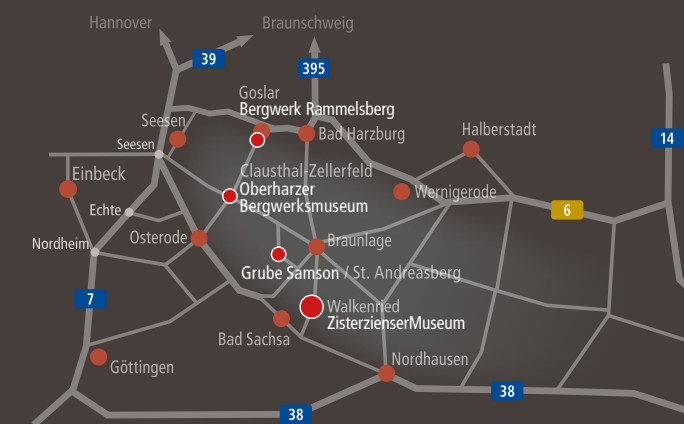 Hannover
Braunschweig
39
395
Goslar
Bergwerk Rammelsberg
Seesen
Bad Harzburg
Halberstadt
14
Seesen
Einbeck
Clausthal-Zellerfeld
Oberharzer
Bergwerksmuseum
Wernigerode
Echte
6
Osterode
Braunlage
Nordheim
Grube Samson / St. Andreasberg
7
Walkenried
ZisterzienserMuseum
Bad Sachsa
Göttingen
Nordhausen
38
38